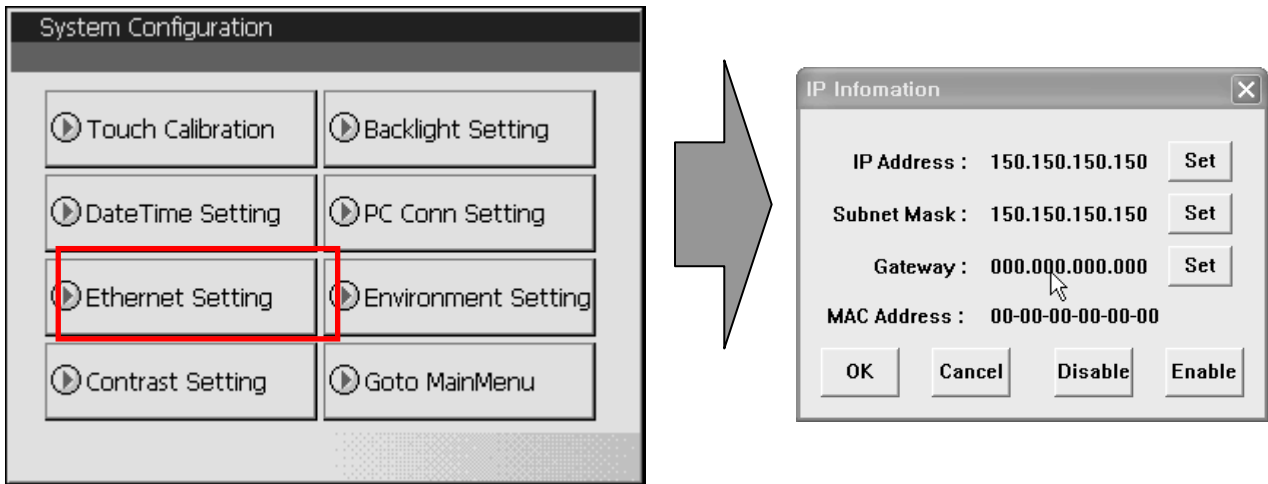 System Configuration
Touch Calibration
Backlight Setting
DateTime Setting
PC Conn Setting
Ethernet Setting
Environment Setting
Contrast Setting
Goto MainMenu
IP Infomation
IP Address : 150.150.150.150 Set
Subnet Mask : 150.150.150.150 Set
Gateway : 000.000.000.000 Set
MAC Address : 00-00-00-00-00-00
OK Cancel Disable Enable